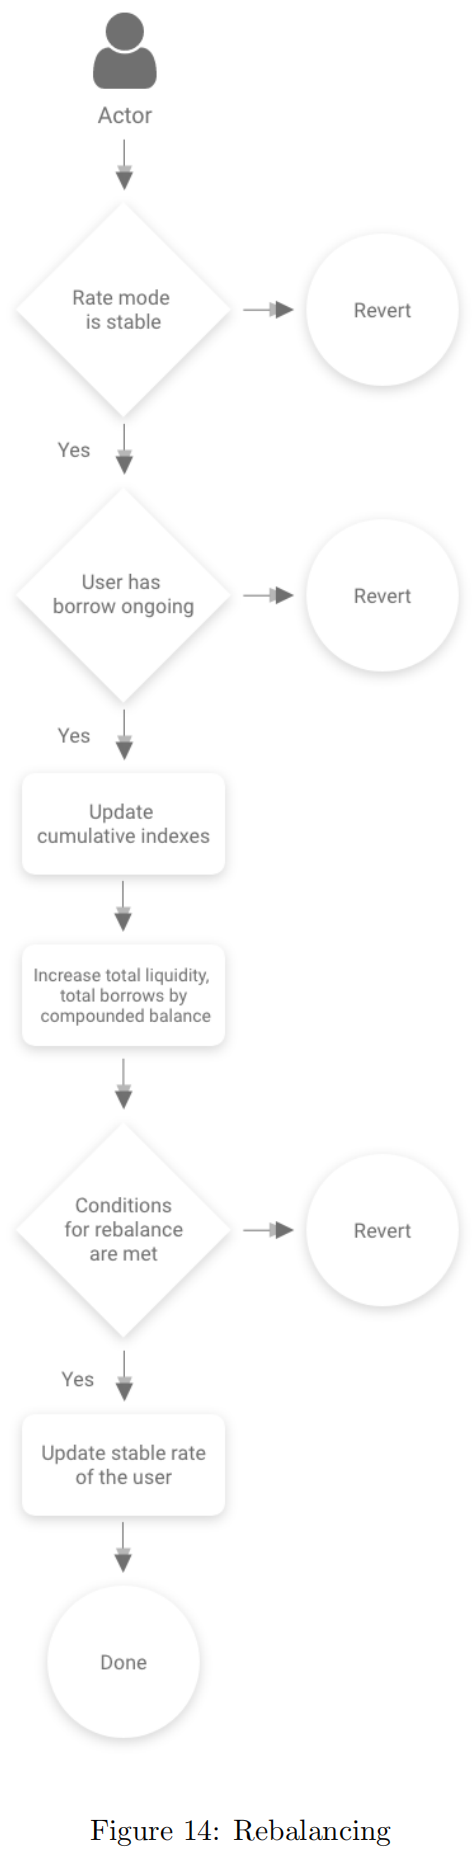 Actor
Rate mode
is stable
Revert
Yes
User has
borrow ongoing
Revert
Yes
Update
cumulative indexes
Increase total liquidity,
total borrows by
compounded balance
Conditions
for rebalance
are met
Revert
Yes
Update stable rate
of the user
Done
Figure 14: Rebalancing